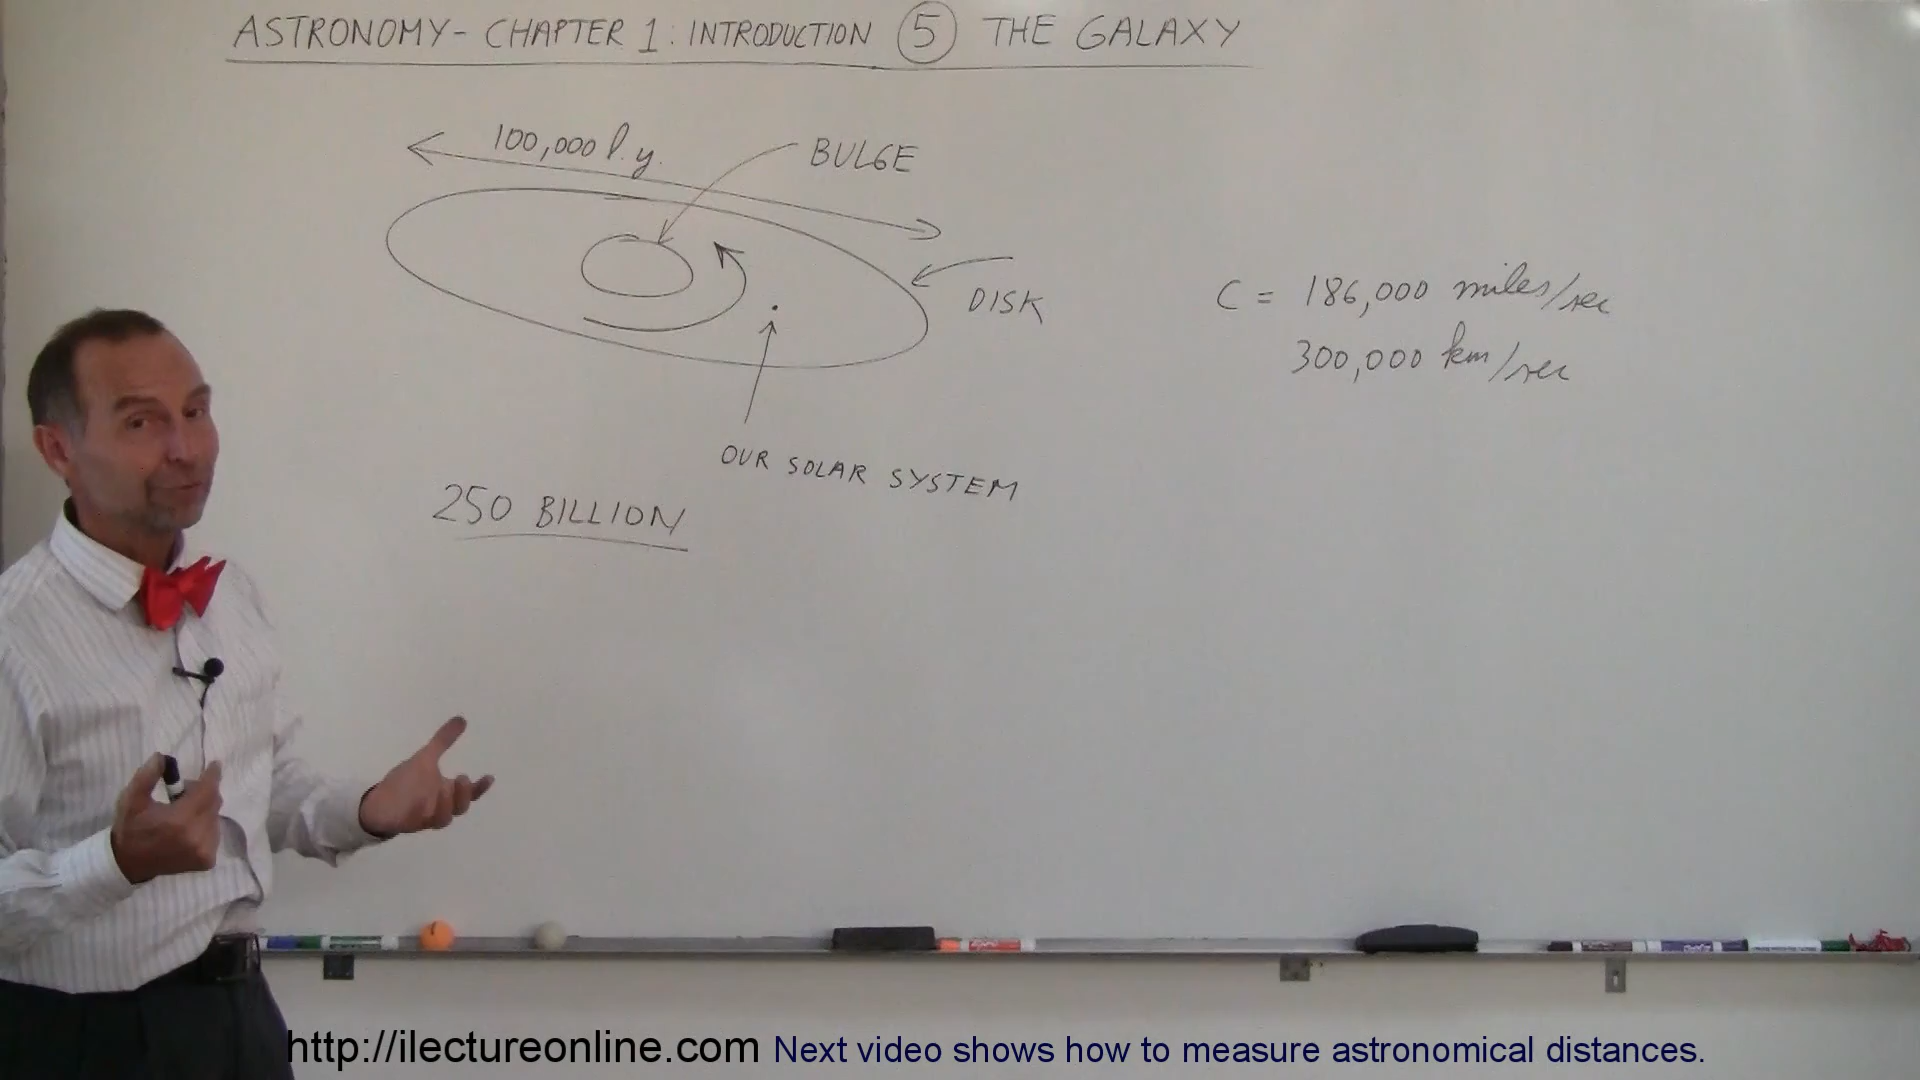 ASTRONOMY - CHAPTER 1: INTRODUCTION 5 THE GALAXY
100,000 l.y.
BULGE
DISK
C = 186,000 miles/sec
300,000 km/sec
OUR SOLAR SYSTEM
250 BILLION
http://ilectureonline.com Next video shows how to measure astronomical distances.